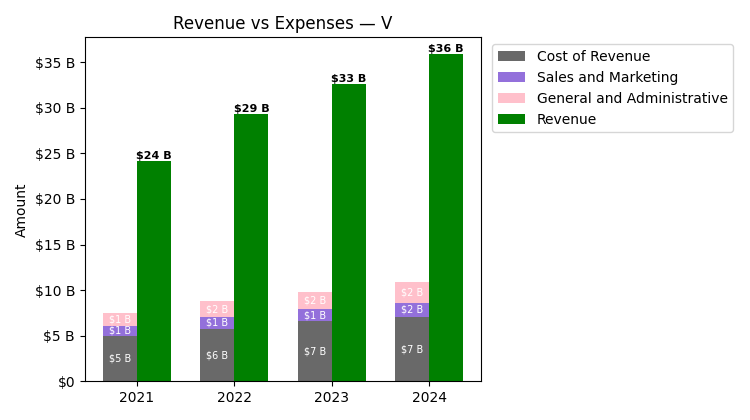 Revenue vs Expenses — V
Cost of Revenue
Sales and Marketing
General and Administrative
Revenue
Amount
$35 B
$30 B
$25 B
$20 B
$15 B
$10 B
$5 B
$0
$24 B
$29 B
$33 B
$36 B
$1 B
$1 B
$5 B
$2 B
$1 B
$6 B
$2 B
$1 B
$7 B
$2 B
$2 B
$7 B
2021
2022
2023
2024